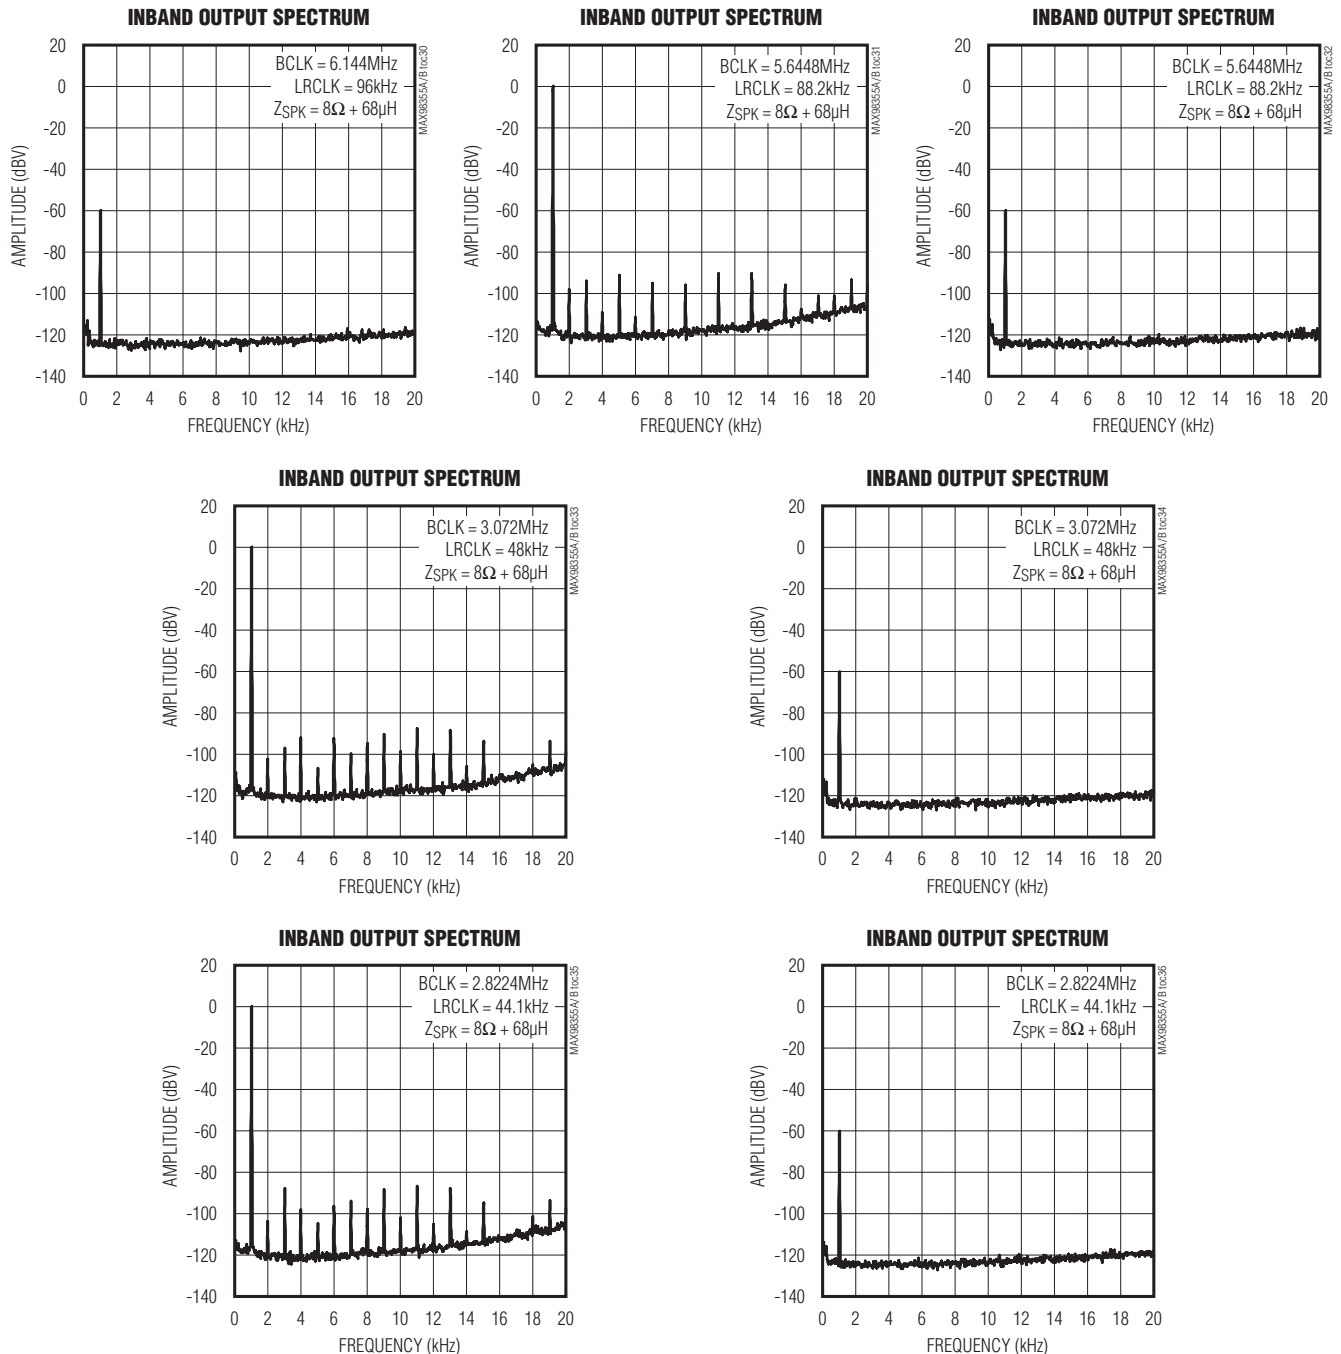 INBAND OUTPUT SPECTRUM
20
0
-20
-40
-60
-80
-100
-120
-140
AMPLITUDE (dBV)
BCLK = 6.144MHz
LRCLK = 96kHz
ZSPK = 8Ω + 68µH
MAX98355A/B toc30
0 2 4 6 8 10 12 14 16 18 20
FREQUENCY (kHz)
INBAND OUTPUT SPECTRUM
20
0
-20
-40
-60
-80
-100
-120
-140
AMPLITUDE (dBV)
BCLK = 5.6448MHz
LRCLK = 88.2kHz
ZSPK = 8Ω + 68µH
MAX98355A/B toc31
0 2 4 6 8 10 12 14 16 18 20
FREQUENCY (kHz)
INBAND OUTPUT SPECTRUM
20
0
-20
-40
-60
-80
-100
-120
-140
AMPLITUDE (dBV)
BCLK = 5.6448MHz
LRCLK = 88.2kHz
ZSPK = 8Ω + 68µH
MAX98355A/B toc32
0 2 4 6 8 10 12 14 16 18 20
FREQUENCY (kHz)
INBAND OUTPUT SPECTRUM
20
0
-20
-40
-60
-80
-100
-120
-140
AMPLITUDE (dBV)
BCLK = 3.072MHz
LRCLK = 48kHz
ZSPK = 8Ω + 68µH
MAX98355A/B toc33
0 2 4 6 8 10 12 14 16 18 20
FREQUENCY (kHz)
INBAND OUTPUT SPECTRUM
20
0
-20
-40
-60
-80
-100
-120
-140
AMPLITUDE (dBV)
BCLK = 3.072MHz
LRCLK = 48kHz
ZSPK = 8Ω + 68µH
MAX98355A/B toc34
0 2 4 6 8 10 12 14 16 18 20
FREQUENCY (kHz)
INBAND OUTPUT SPECTRUM
20
0
-20
-40
-60
-80
-100
-120
-140
AMPLITUDE (dBV)
BCLK = 2.8224MHz
LRCLK = 44.1kHz
ZSPK = 8Ω + 68µH
MAX98355A/B toc35
0 2 4 6 8 10 12 14 16 18 20
FREQUENCY (kHz)
INBAND OUTPUT SPECTRUM
20
0
-20
-40
-60
-80
-100
-120
-140
AMPLITUDE (dBV)
BCLK = 2.8224MHz
LRCLK = 44.1kHz
ZSPK = 8Ω + 68µH
MAX98355A/B toc36
0 2 4 6 8 10 12 14 16 18 20
FREQUENCY (kHz)